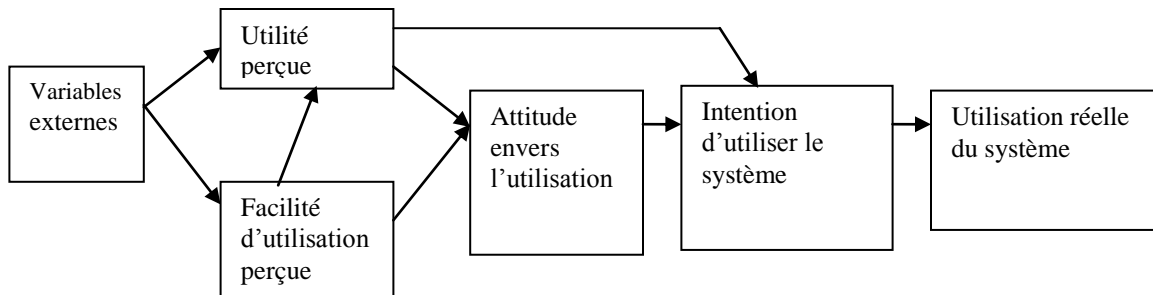 Variables
externes
Utilité
perçue
Facilité
d’utilisation
perçue
Attitude
envers
l’utilisation
Intention
d’utiliser le
système
Utilisation réelle
du système